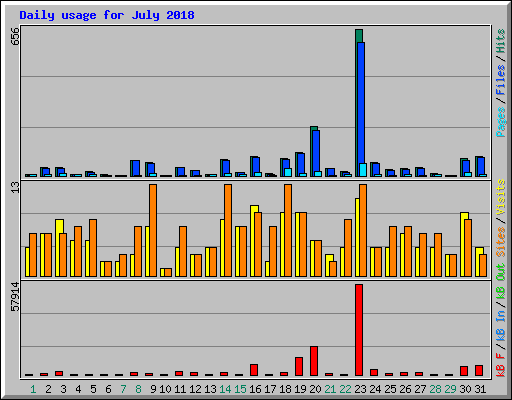 Daily usage for July 2018
656
Pages / Files / Hits
13
Sites / Visits
57914
kB F / kB In / kB Out
1 2 3 4 5 6 7 8 9 10 11 12 13 14 15 16 17 18 19 20 21 22 23 24 25 26 27 28 29 30 31